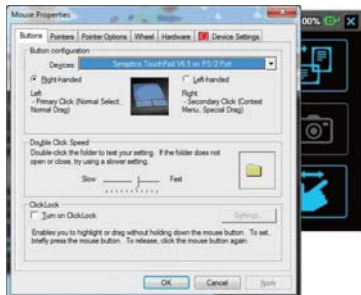 Mouse Properties
00%
Buttons Pointers Pointer Options Wheel Hardware Device Settings
Button configuration
Devices: Synaptics TouchPad V6.5 on PS/2 Port
Right-handed Left-handed
Left Right
- Primary Click (Normal Select, - Secondary Click (Context
Normal Drag) Menu, Special Drag)
Double Click Speed
Double-click the folder to test your setting. If the folder does not
open or close, try using a slower setting.
Slow Fast
ClickLock
Turn on ClickLock Settings...
Enables you to highlight or drag without holding down the mouse button. To set,
briefly press the mouse button. To release, click the mouse button again.
OK Cancel Apply